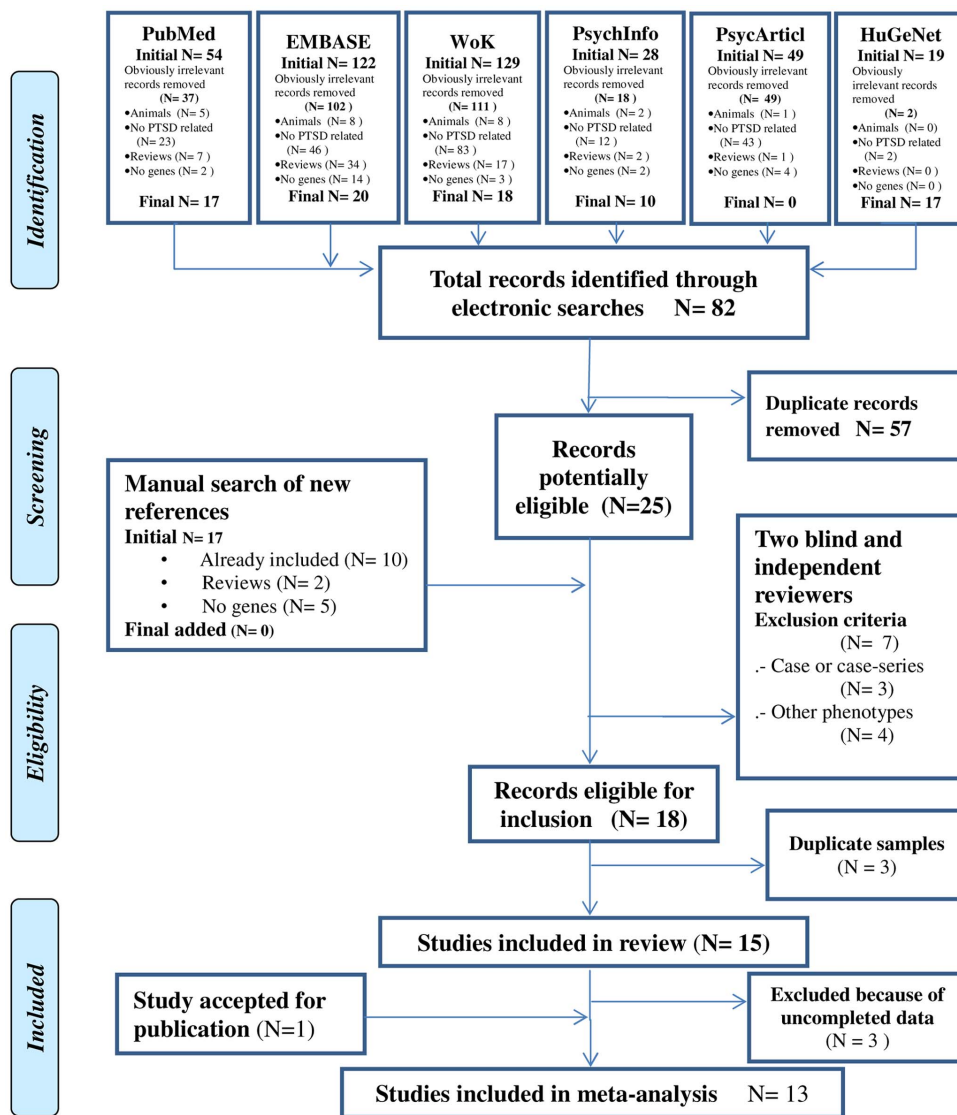 PubMed
Initial N= 54
Obviously irrelevant
records removed
(N= 37)
•Animals (N= 5)
•No PTSD related
(N= 23)
•Reviews (N= 7 )
•No genes (N= 2 )
Final N= 17
EMBASE
Initial N= 122
Obviously irrelevant records
removed
(N= 102 )
•Animals (N= 8 )
•No PTSD related
(N= 46 )
•Reviews (N= 34 )
•No genes (N= 14 )
Final N= 20
WoK
Initial N= 129
Obviously irrelevant
records removed
(N= 111 )
•Animals (N= 8 )
•No PTSD related
(N= 83 )
•Reviews (N= 17 )
•No genes (N= 3 )
Final N= 18
PsychInfo
Initial N= 28
Obviously irrelevant
records removed
(N= 18 )
•Animals (N= 2 )
•No PTSD related
(N= 12 )
•Reviews (N= 2 )
•No genes (N= 2)
Final N= 10
PsycArticl
Initial N= 49
Obviously irrelevant
records removed
(N= 49)
•Animals (N= 1 )
•No PTSD related
(N= 43 )
•Reviews (N= 1 )
•No genes (N= 4 )
Final N= 0
HuGeNet
Initial N= 19
Obviously
irrelevant records
removed
(N= 2)
•Animals (N= 0)
•No PTSD related
(N= 2)
•Reviews (N= 0 )
•No genes (N= 0 )
Final N= 17
Identification
Total records identified through
electronic searches N= 82
Screening
Duplicate records
removed N= 57
Records
potentially
eligible (N=25)
Manual search of new
references
Initial N= 17
• Already included (N= 10)
• Reviews (N= 2)
• No genes (N= 5)
Final added (N= 0)
Two blind and
independent
reviewers
Exclusion criteria
(N= 7)
.- Case or case-series
(N= 3)
.- Other phenotypes
(N= 4)
Eligibility
Records eligible for
inclusion (N= 18)
Duplicate samples
(N = 3)
Included
Studies included in review (N= 15)
Study accepted for
publication (N=1)
Excluded because of
uncompleted data
(N = 3 )
Studies included in meta-analysis N= 13